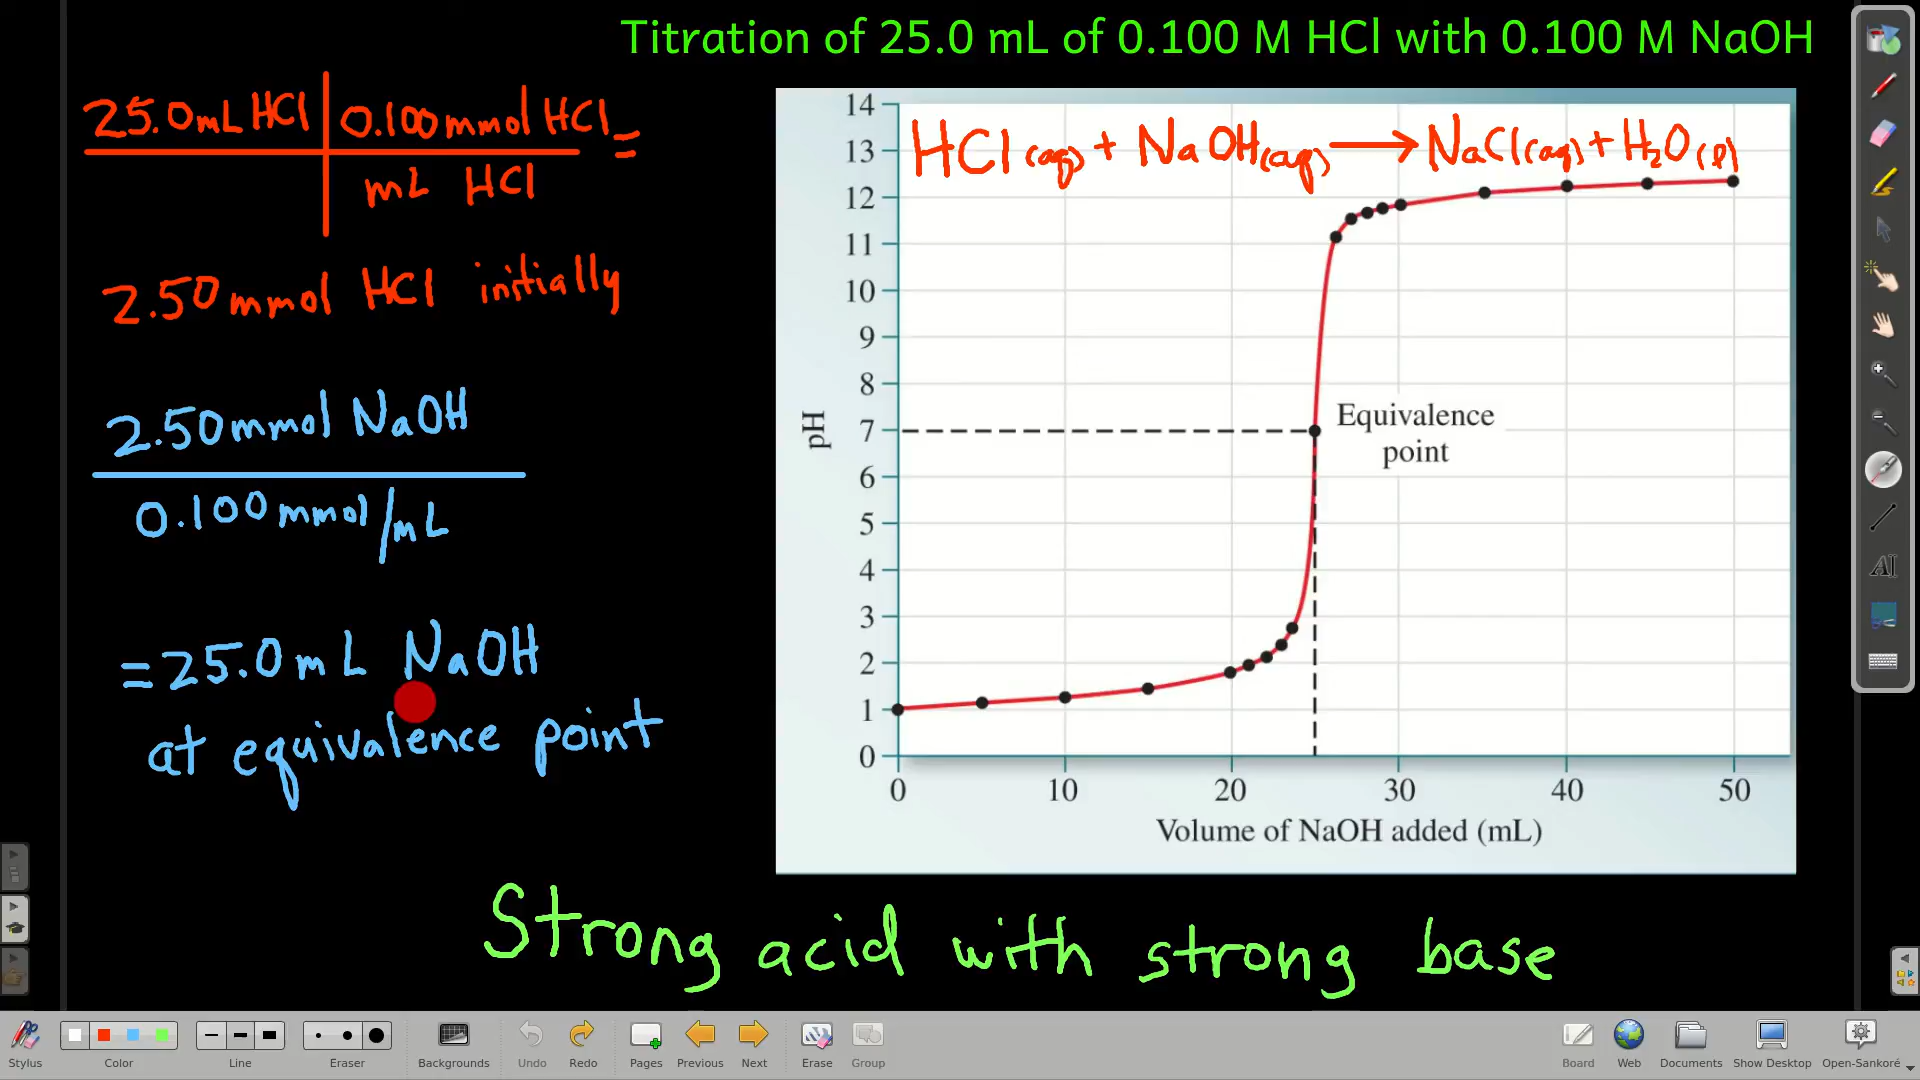 Titration of 25.0 mL of 0.100 M HCl with 0.100 M NaOH
25.0mL HCl | 0.100 mmol HCl =
mL HCl
2.50 mmol HCl initially
2.50 mmol NaOH
0.100 mmol/mL
= 25.0 mL NaOH
at equivalence point
HCl(aq) + NaOH(aq) → NaCl(aq) + H₂O(l)
14
13
12
11
10
9
8
7
6
5
4
3
2
1
0
pH
Equivalence
point
0 10 20 30 40 50
Volume of NaOH added (mL)
Strong acid with strong base
AI
Stylus Color Line Eraser Backgrounds Undo Redo Pages Previous Next Erase Group Board Web Documents Show Desktop Open-Sankoré